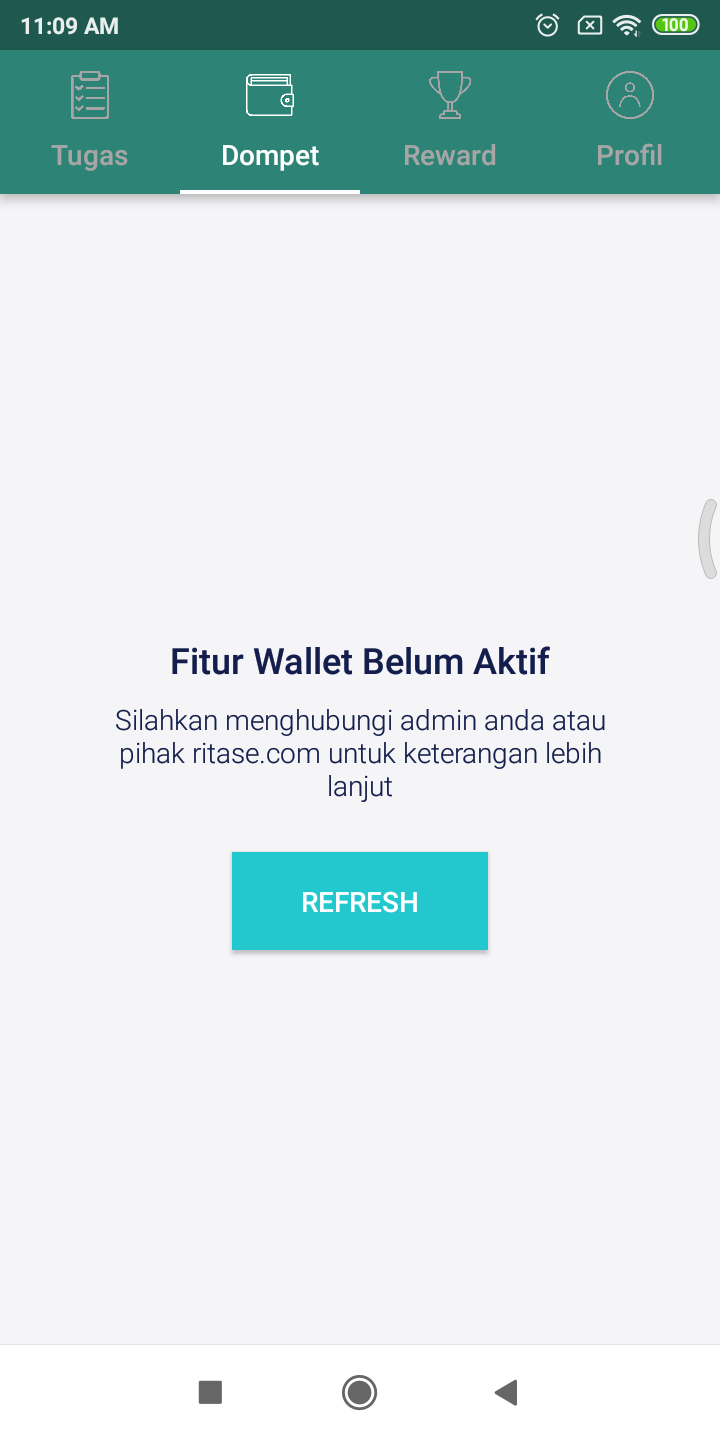 11:09 AM
100
Tugas
Dompet
Reward
Profil
Fitur Wallet Belum Aktif
Silahkan menghubungi admin anda atau
pihak ritase.com untuk keterangan lebih
lanjut
REFRESH